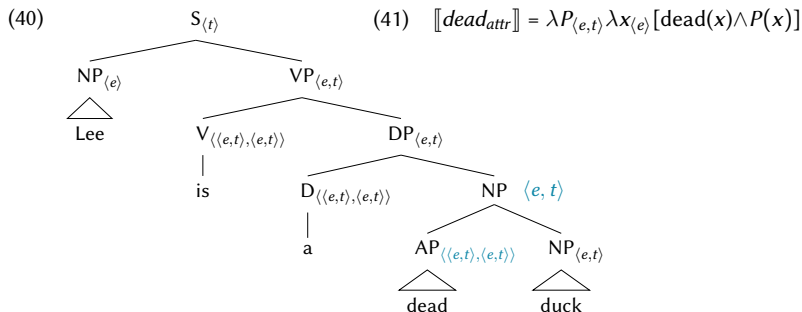 (40) S⟨t⟩ (41) ⟦dead_attr⟧ = λP⟨e,t⟩λx⟨e⟩[dead(x)∧P(x)]
NP⟨e⟩ VP⟨e,t⟩
Lee V⟨⟨e,t⟩,⟨e,t⟩⟩ DP⟨e,t⟩
is D⟨⟨e,t⟩,⟨e,t⟩⟩ NP ⟨e, t⟩
a AP⟨⟨e,t⟩,⟨e,t⟩⟩ NP⟨e,t⟩
dead duck